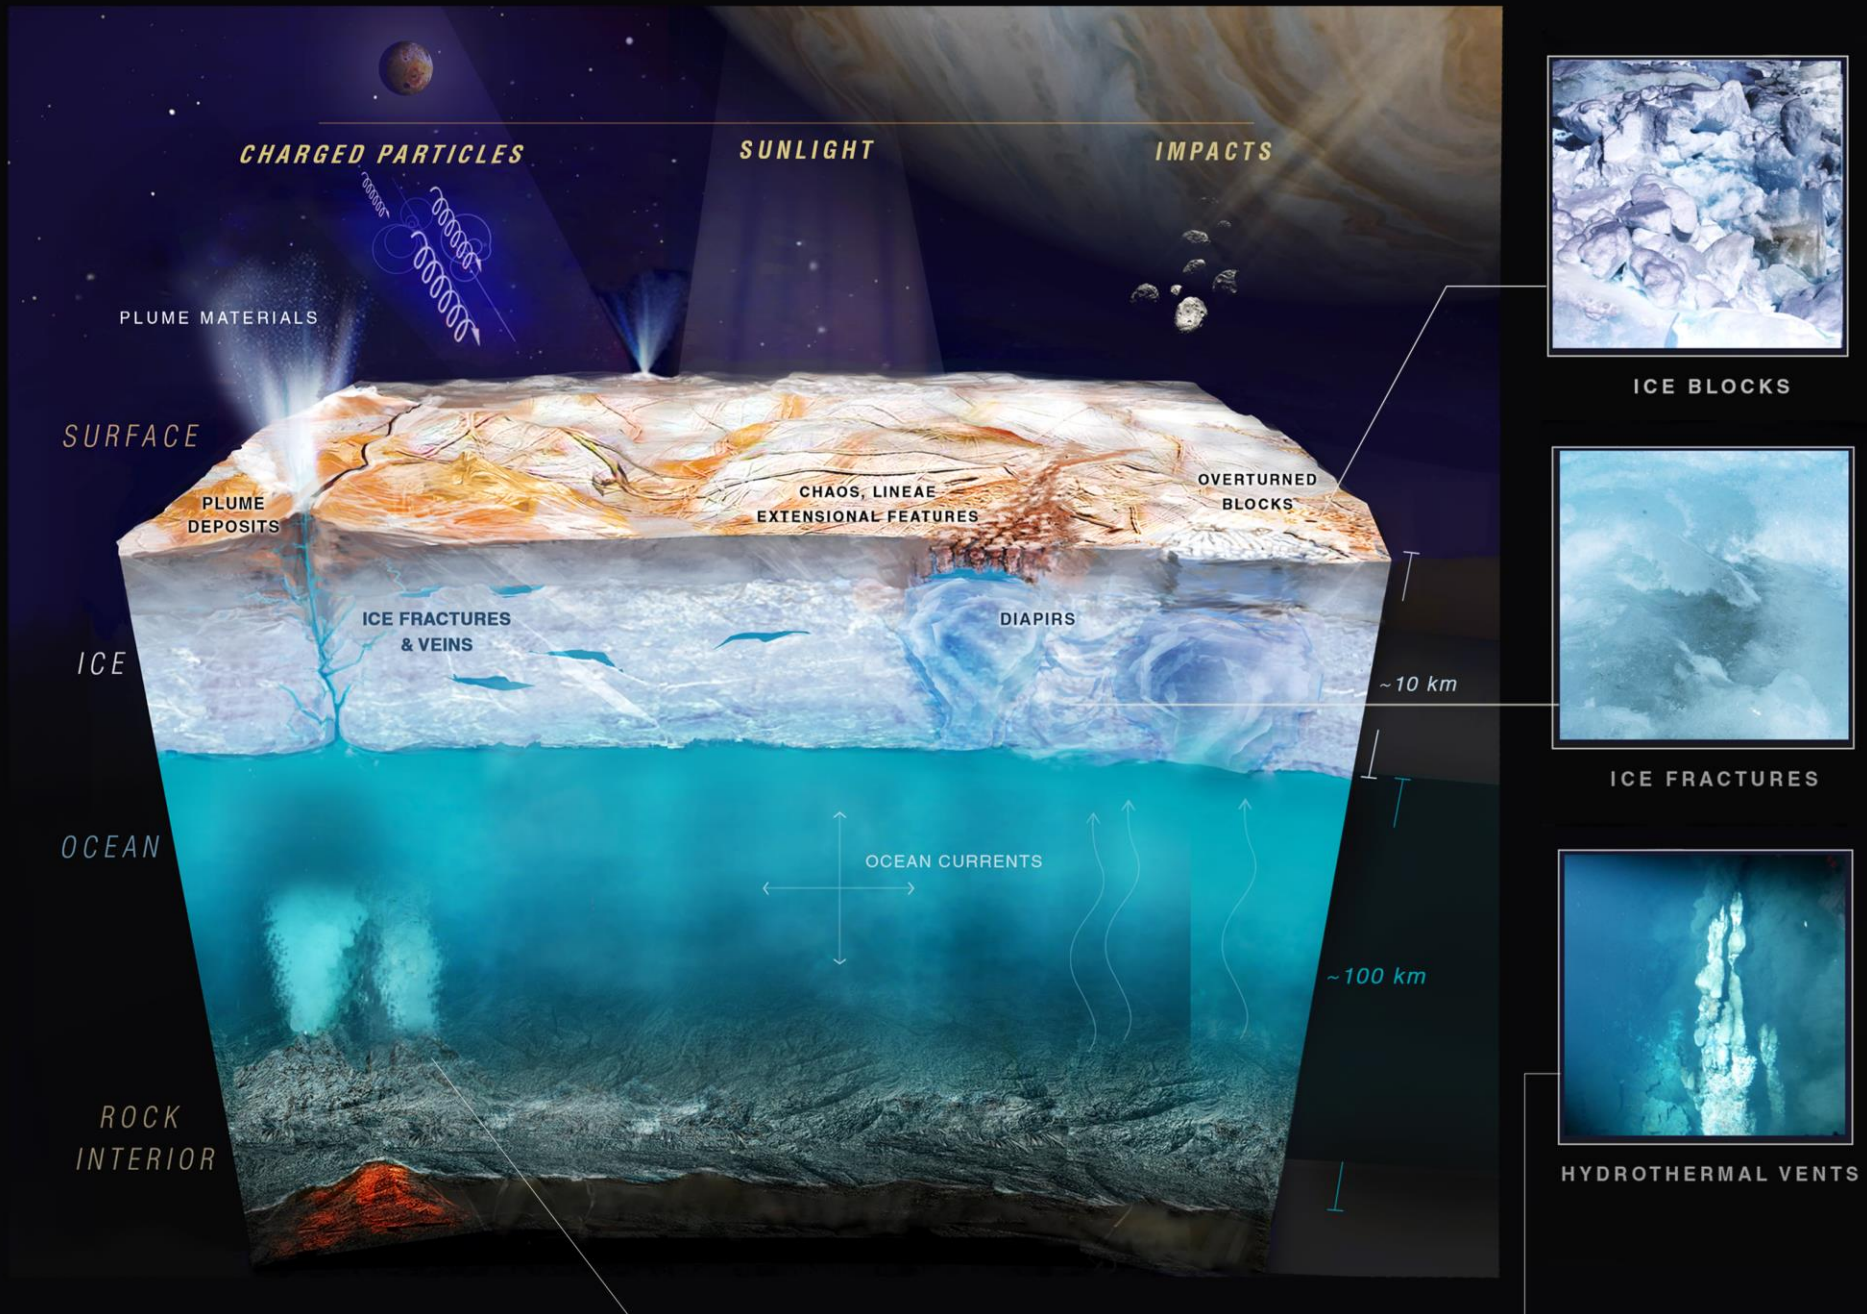 CHARGED PARTICLES
SUNLIGHT
IMPACTS
PLUME MATERIALS
SURFACE
PLUME
DEPOSITS
CHAOS, LINEAE
EXTENSIONAL FEATURES
OVERTURNED
BLOCKS
ICE BLOCKS
ICE
ICE FRACTURES
& VEINS
DIAPIRS
~10 km
ICE FRACTURES
OCEAN
OCEAN CURRENTS
~100 km
ROCK
INTERIOR
HYDROTHERMAL VENTS